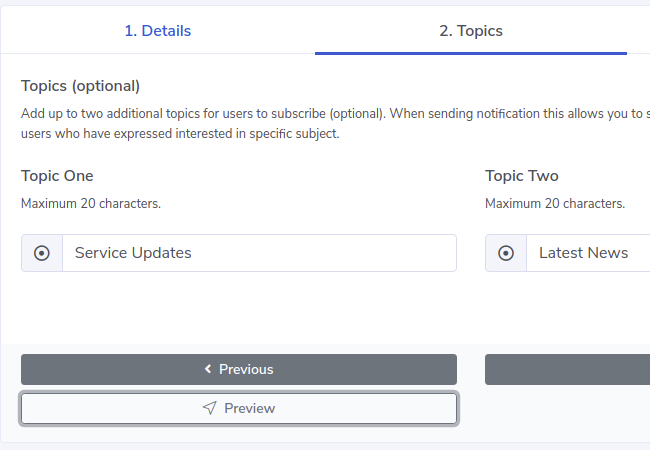 1. Details
2. Topics
Topics (optional)
Add up to two additional topics for users to subscribe (optional). When sending notification this allows you to
users who have expressed interested in specific subject.
Topic One
Topic Two
Maximum 20 characters.
Maximum 20 characters.
Service Updates
Latest News
Previous
Preview